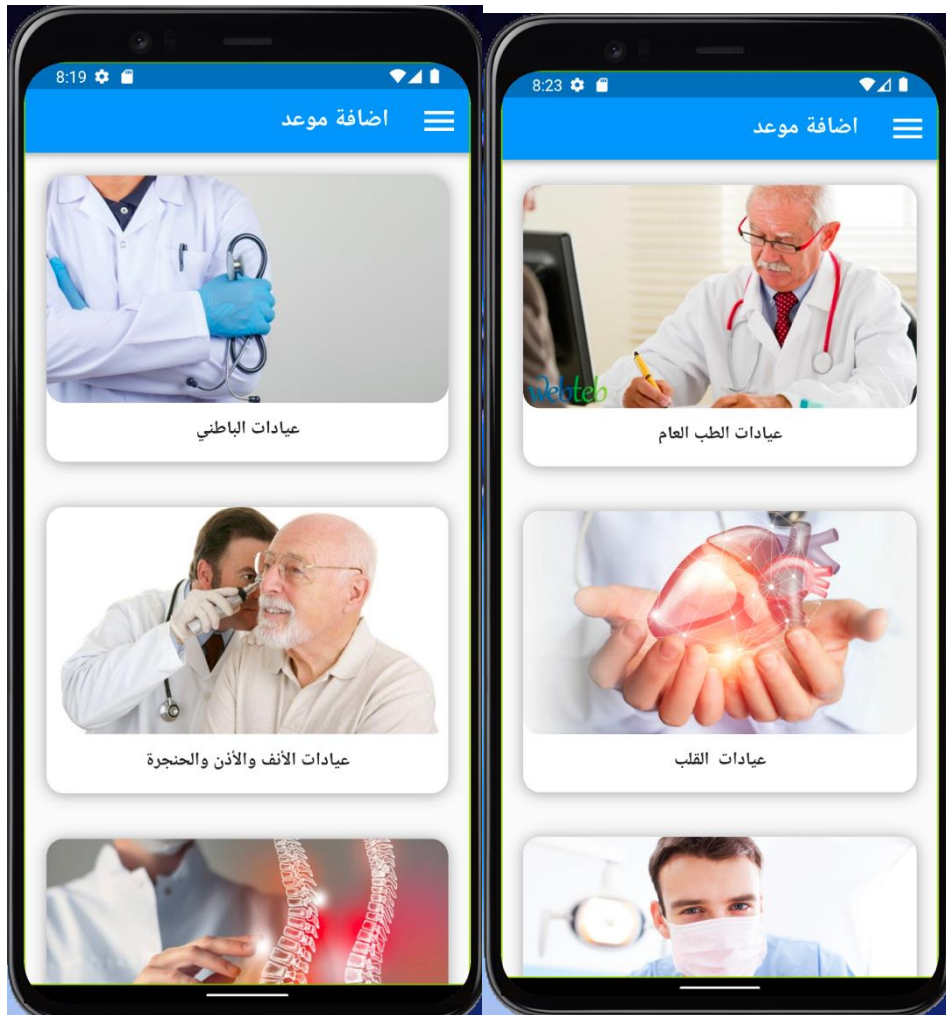 8:19
اضافة موعد
عيادات الباطني
عيادات الأنف والأذن والحنجرة
8:23
اضافة موعد
webteb
عيادات الطب العام
عيادات القلب